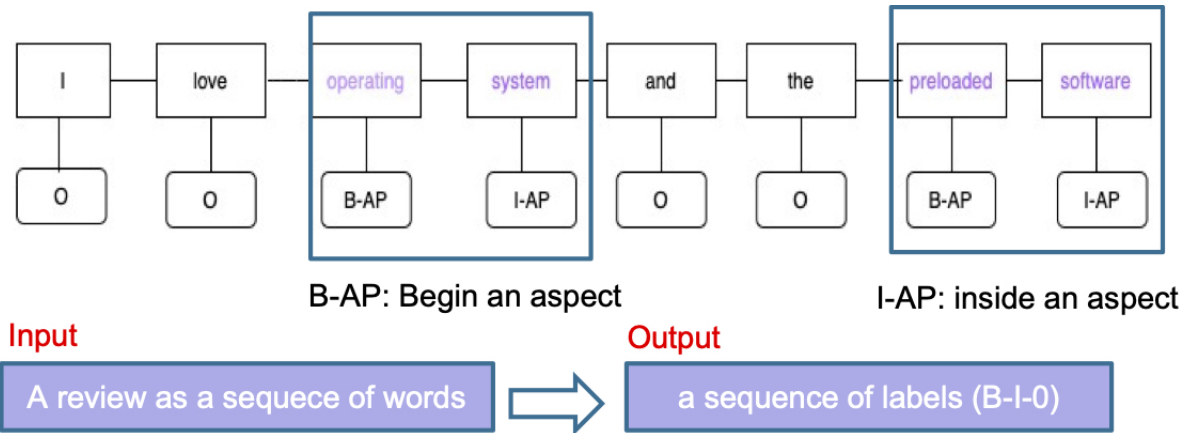 I love operating system and the preloaded software
O O B-AP I-AP O O B-AP I-AP
B-AP: Begin an aspect I-AP: inside an aspect
Input Output
A review as a sequece of words a sequence of labels (B-I-0)